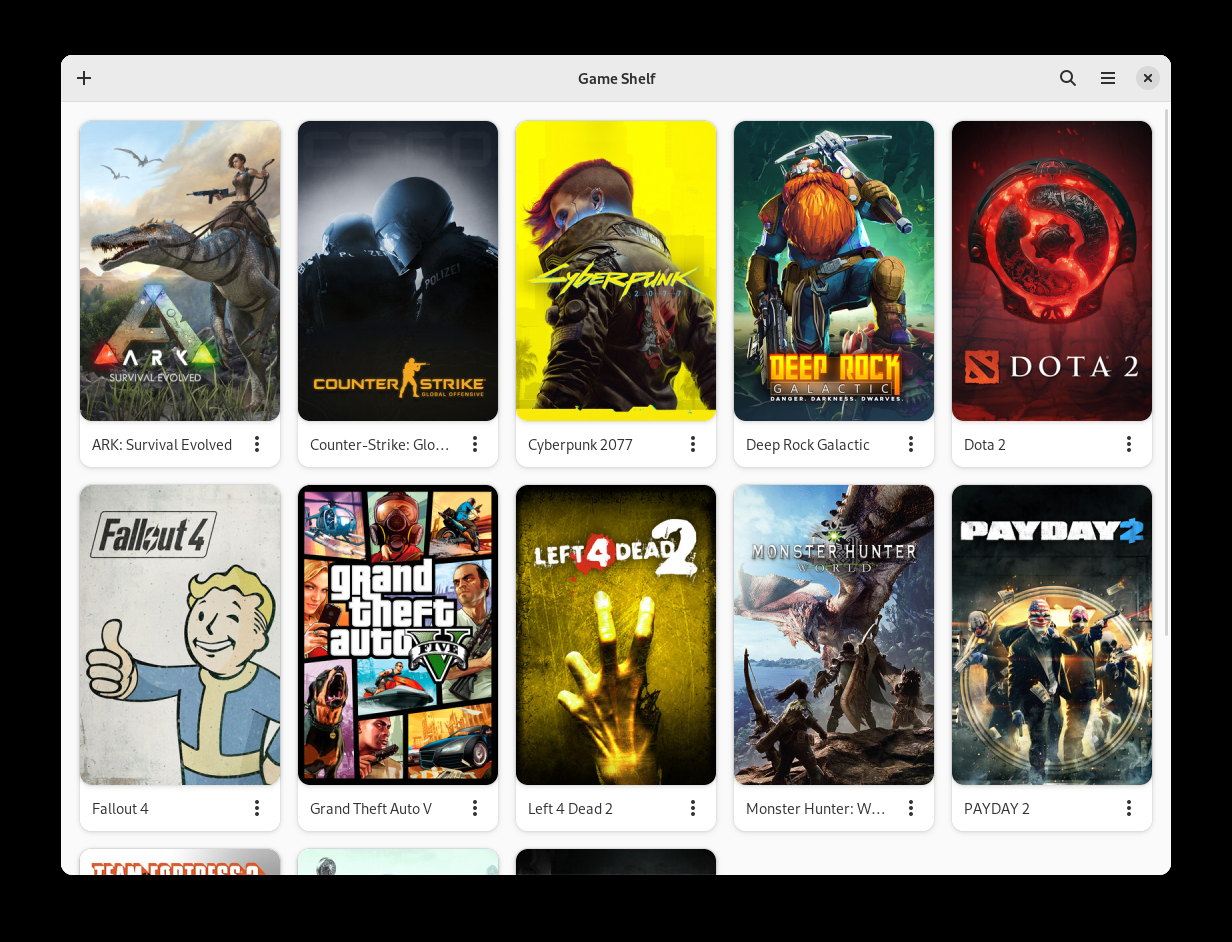 Game Shelf
ARK
SURVIVAL EVOLVED
POLIZEI
COUNTER STRIKE
GLOBAL OFFENSIVE
Cyberpunk
2077
DEEP ROCK
GALACTIC
DANGER. DARKNESS. DWARVES.
DOTA 2
ARK: Survival Evolved
Counter-Strike: Glo…
Cyberpunk 2077
Deep Rock Galactic
Dota 2
Fallout 4
grand
theft
auto
V
FIVE
LEFT 4 DEAD 2
MONSTER HUNTER
WORLD
PAYDAY 2
Fallout 4
Grand Theft Auto V
Left 4 Dead 2
Monster Hunter: W…
PAYDAY 2
TEAM FORTRESS 2